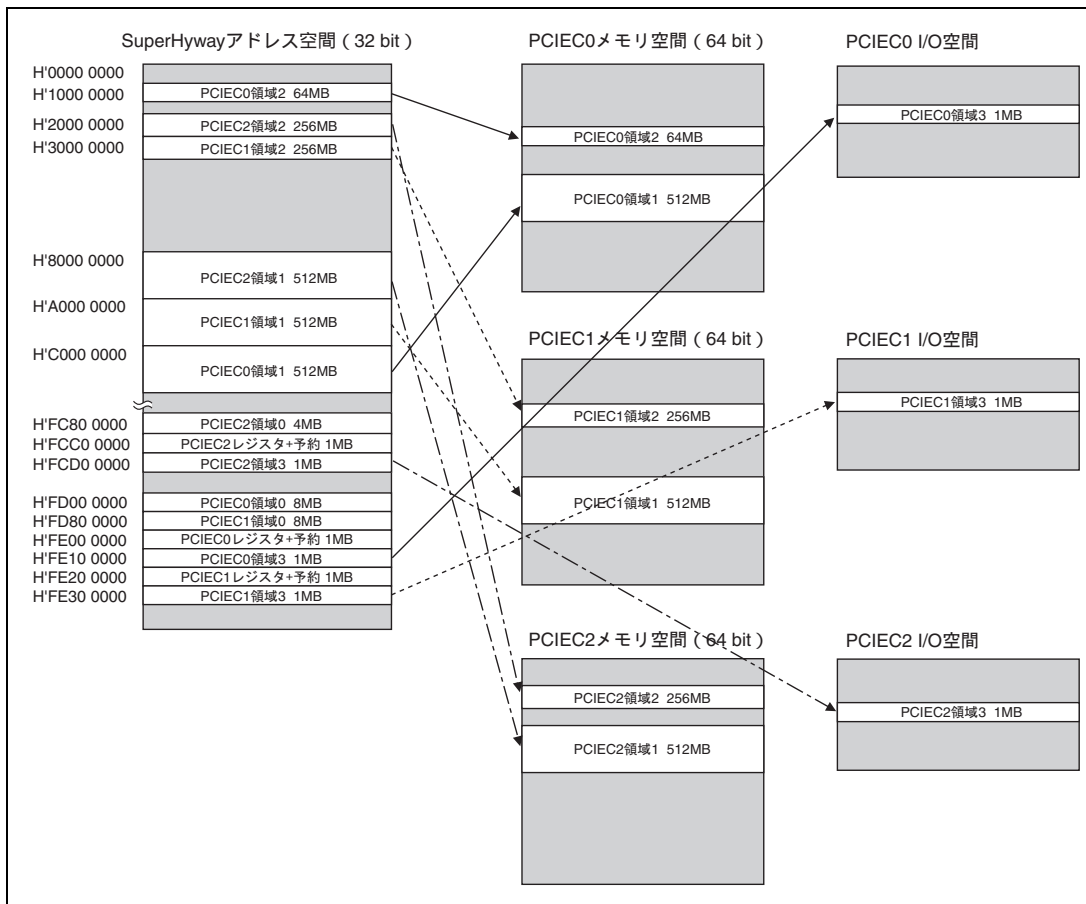 SuperHywayアドレス空間（32 bit）
H'0000 0000
H'1000 0000
PCIEC0領域2 64MB
H'2000 0000
PCIEC2領域2 256MB
H'3000 0000
PCIEC1領域2 256MB
H'8000 0000
PCIEC2領域1 512MB
H'A000 0000
PCIEC1領域1 512MB
H'C000 0000
PCIEC0領域1 512MB
H'FC80 0000
PCIEC2領域0 4MB
H'FCC0 0000
PCIEC2レジスタ+予約 1MB
H'FCD0 0000
PCIEC2領域3 1MB
H'FD00 0000
PCIEC0領域0 8MB
H'FD80 0000
PCIEC1領域0 8MB
H'FE00 0000
PCIEC0レジスタ+予約 1MB
H'FE10 0000
PCIEC0領域3 1MB
H'FE20 0000
PCIEC1レジスタ+予約 1MB
H'FE30 0000
PCIEC1領域3 1MB
PCIEC0メモリ空間（64 bit）
PCIEC0領域2 64MB
PCIEC0領域1 512MB
PCIEC1メモリ空間（64 bit）
PCIEC1領域2 256MB
PCIEC1領域1 512MB
PCIEC2メモリ空間（64 bit）
PCIEC2領域2 256MB
PCIEC2領域1 512MB
PCIEC0 I/O空間
PCIEC0領域3 1MB
PCIEC1 I/O空間
PCIEC1領域3 1MB
PCIEC2 I/O空間
PCIEC2領域3 1MB